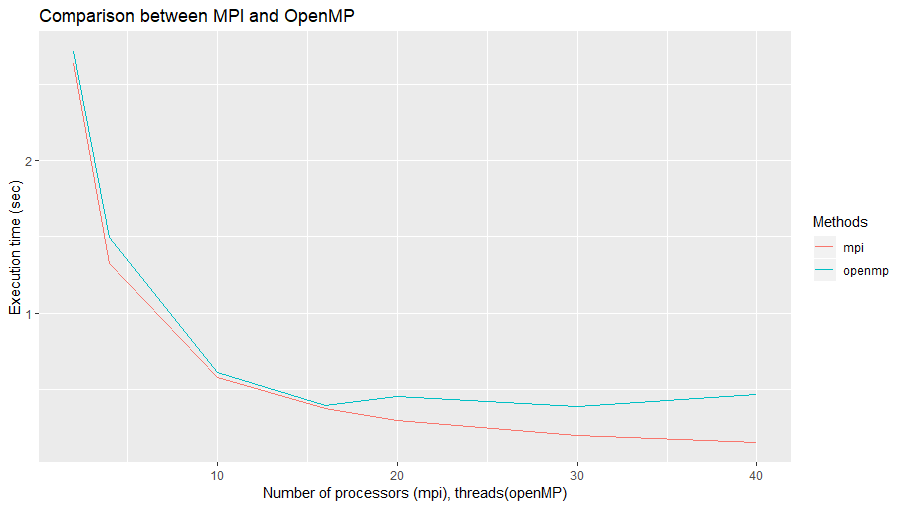 Comparison between MPI and OpenMP
Execution time (sec)
2
1
10 20 30 40
Number of processors (mpi), threads(openMP)
Methods
mpi
openmp